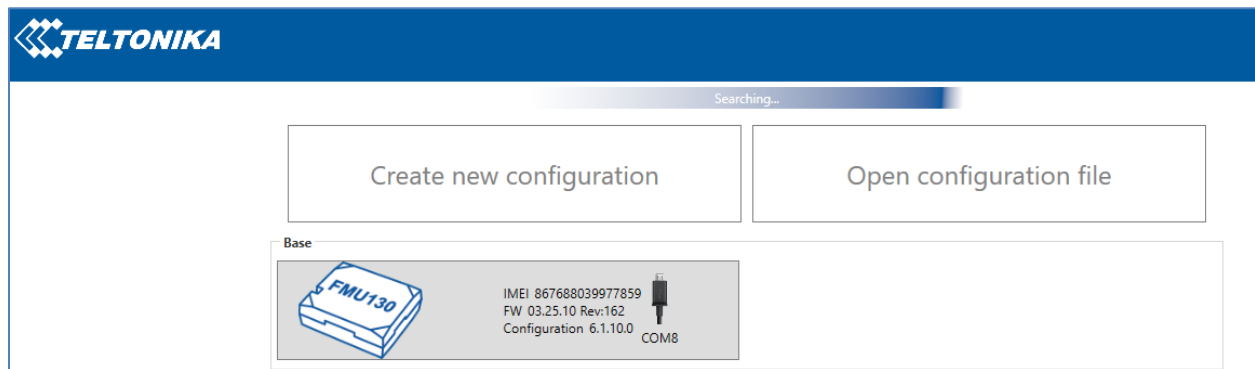 TELTONIKA
Searching...
Create new configuration
Open configuration file
Base
FMU130
IMEI 867688039977859
FW 03.25.10 Rev:162
Configuration 6.1.10.0
COM8